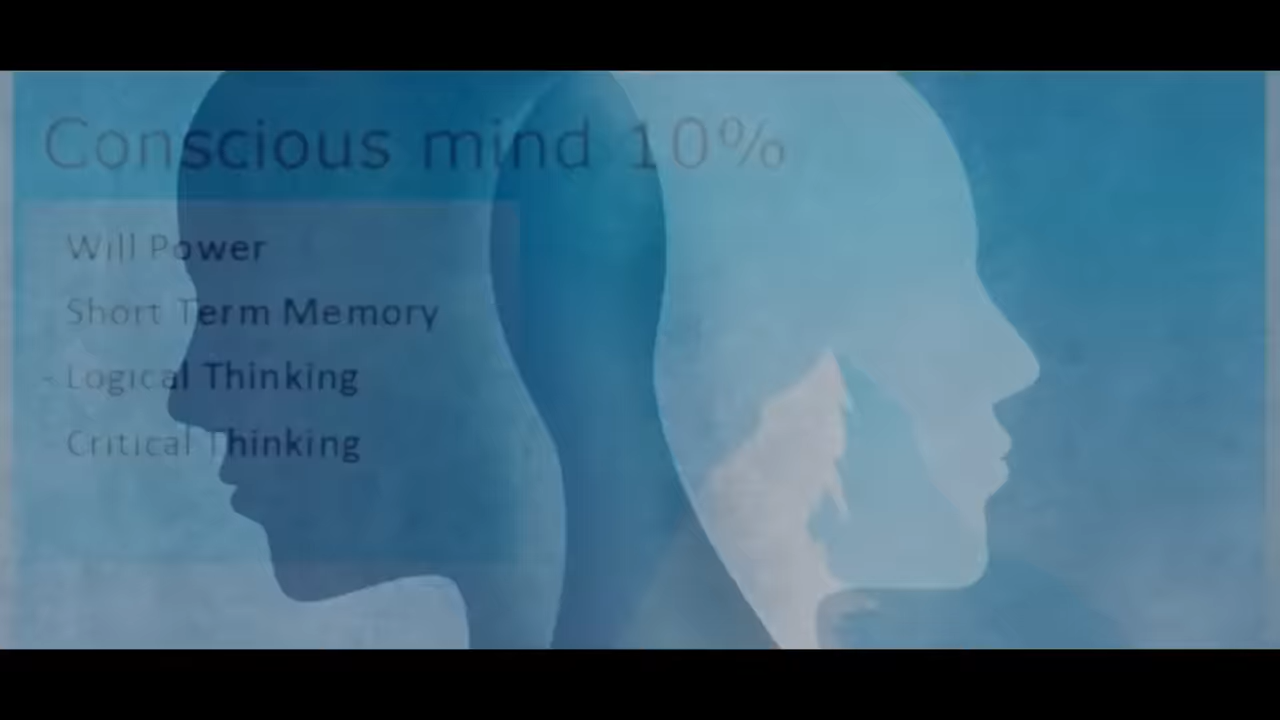 Conscious mind 10%
Will Power
Short Term Memory
- Logical Thinking
Critical Thinking